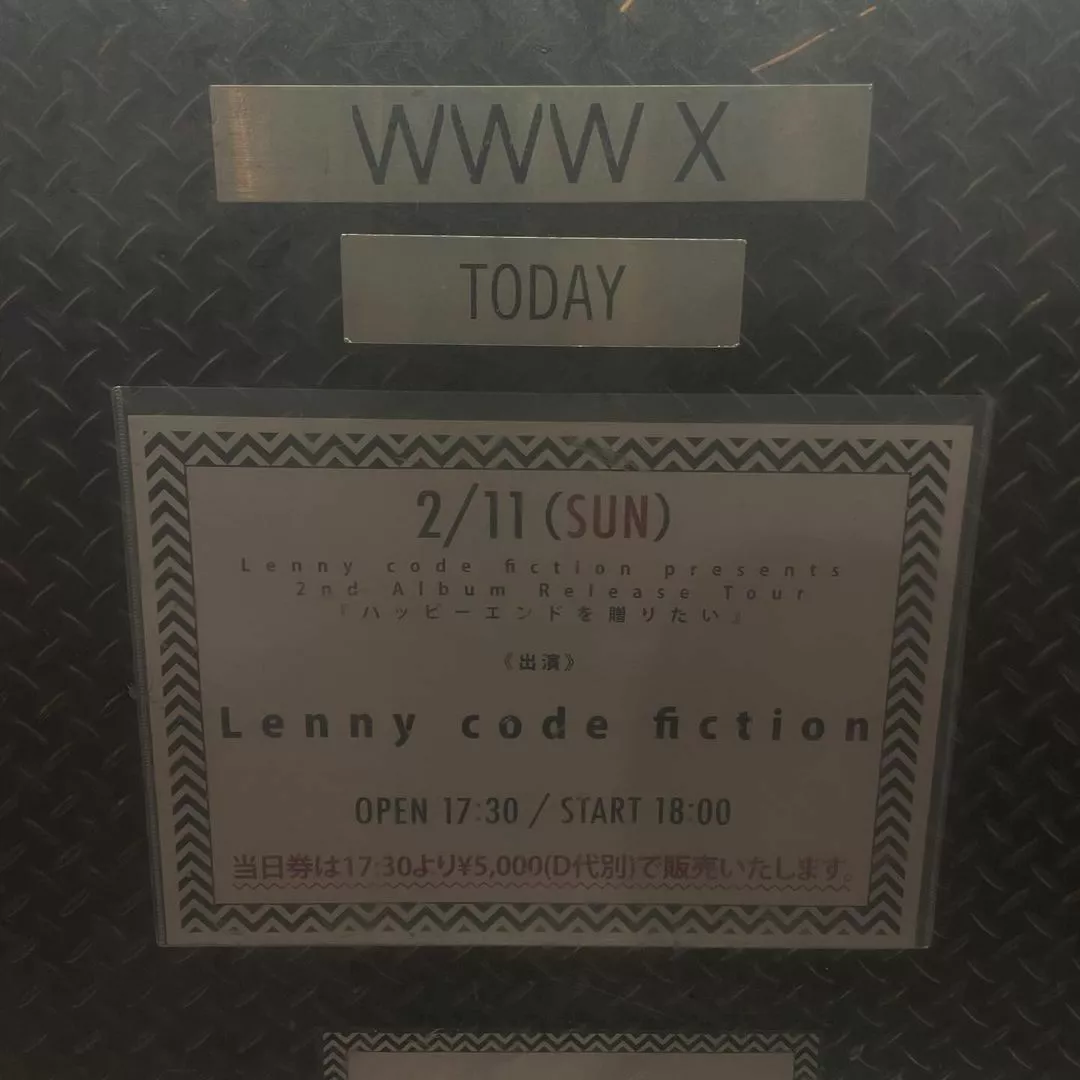 WWW X
TODAY
2/11 (SUN)
Lenny code fiction presents
2nd Album Release Tour
『ハッピーエンドを贈りたい』
《出演》
Lenny code fiction
OPEN 17:30 / START 18:00
当日券は17:30より¥5,000(D代別)で販売いたします。